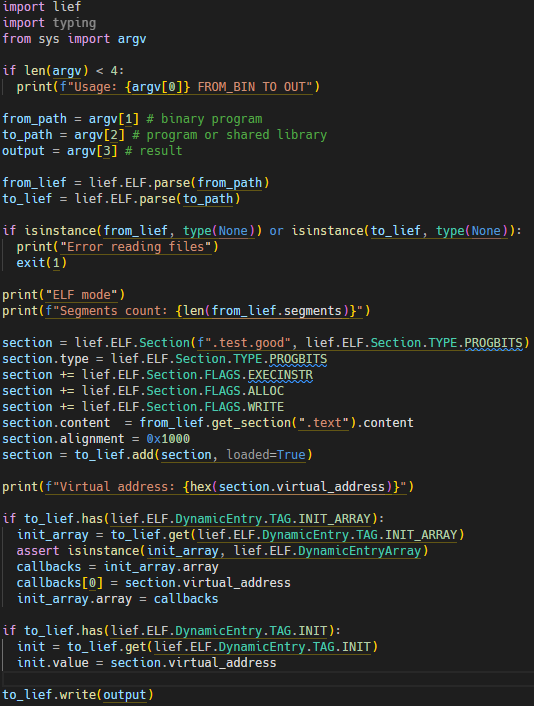 import lief
import typing
from sys import argv
if len(argv) < 4:
  print(f"Usage: {argv[0]} FROM_BIN TO OUT")
from_path = argv[1] # binary program
to_path = argv[2] # program or shared library
output = argv[3] # result
from_lief = lief.ELF.parse(from_path)
to_lief = lief.ELF.parse(to_path)
if isinstance(from_lief, type(None)) or isinstance(to_lief, type(None)):
  print("Error reading files")
  exit(1)
print("ELF mode")
print(f"Segments count: {len(from_lief.segments)}")
section = lief.ELF.Section(f".test.good", lief.ELF.Section.TYPE.PROGBITS)
section.type = lief.ELF.Section.TYPE.PROGBITS
section += lief.ELF.Section.FLAGS.EXECINSTR
section += lief.ELF.Section.FLAGS.ALLOC
section += lief.ELF.Section.FLAGS.WRITE
section.content  = from_lief.get_section(".text").content
section.alignment = 0x1000
section = to_lief.add(section, loaded=True)
print(f"Virtual address: {hex(section.virtual_address)}")
if to_lief.has(lief.ELF.DynamicEntry.TAG.INIT_ARRAY):
  init_array = to_lief.get(lief.ELF.DynamicEntry.TAG.INIT_ARRAY)
  assert isinstance(init_array, lief.ELF.DynamicEntryArray)
  callbacks = init_array.array
  callbacks[0] = section.virtual_address
  init_array.array = callbacks
if to_lief.has(lief.ELF.DynamicEntry.TAG.INIT):
  init = to_lief.get(lief.ELF.DynamicEntry.TAG.INIT)
  init.value = section.virtual_address
to_lief.write(output)